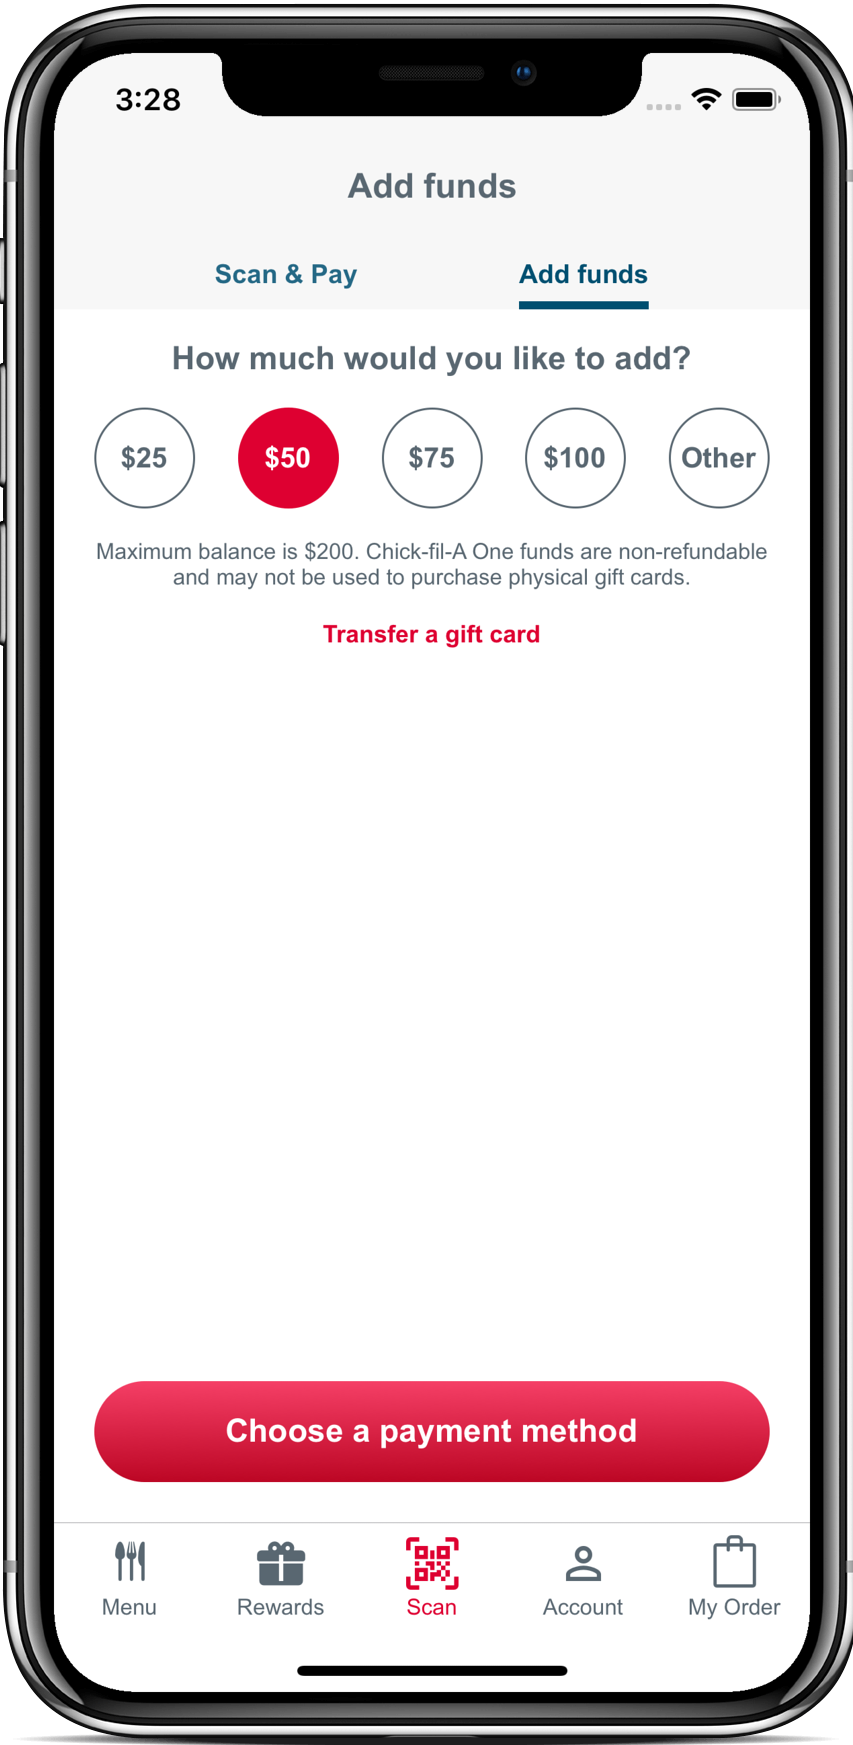 3:28
Add funds
Scan & Pay
Add funds
How much would you like to add?
$25
$50
$75
$100
Other
Maximum balance is $200. Chick-fil-A One funds are non-refundable
and may not be used to purchase physical gift cards.
Transfer a gift card
Choose a payment method
Menu
Rewards
Scan
Account
My Order